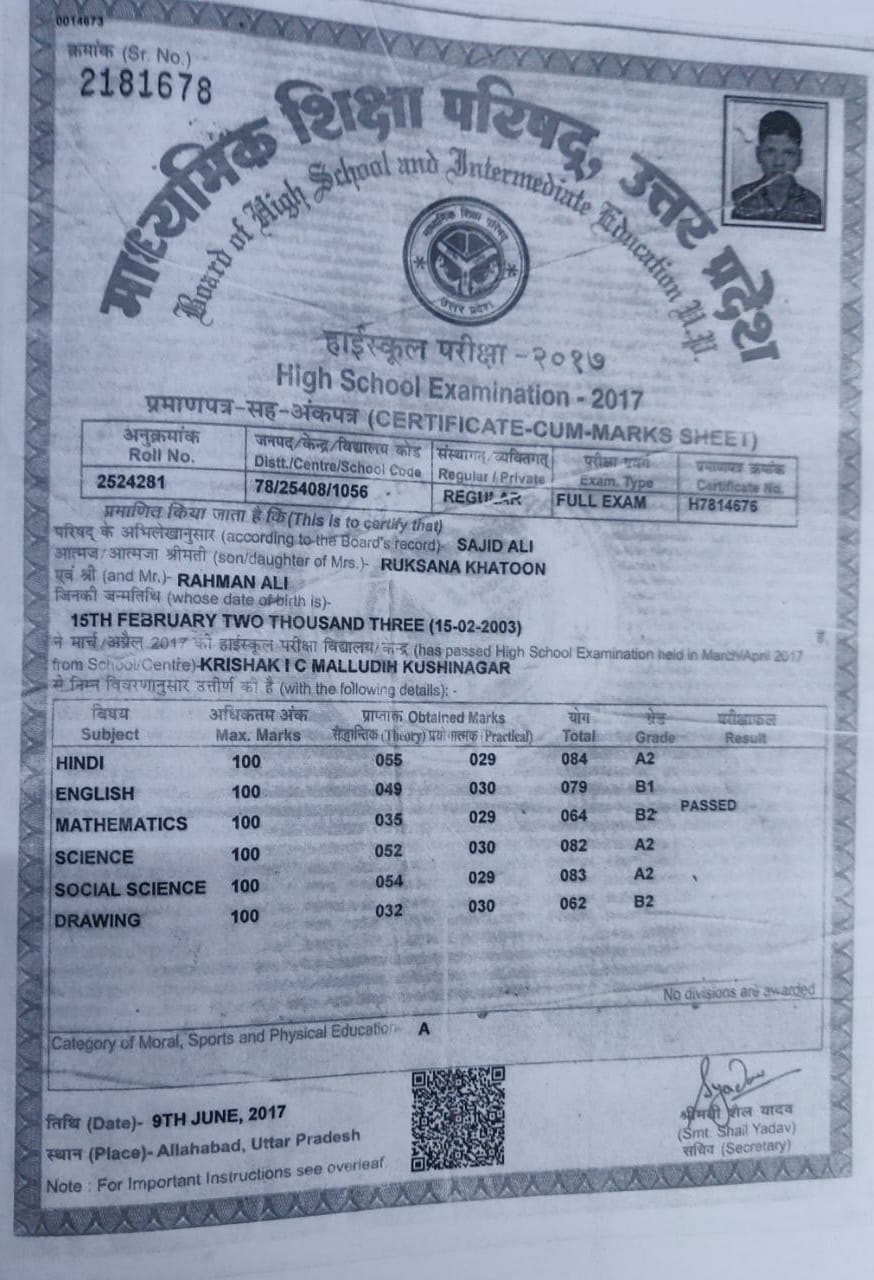 0014673
क्रमांक (Sr. No.)
2181678
माध्यमिक शिक्षा परिषद्, उत्तर प्रदेश
Board of High School and Intermediate Education U.P.
माध्यमिक शिक्षा परिषद्
उत्तर प्रदेश
हाईस्कूल परीक्षा - २०१७
High School Examination - 2017
प्रमाणपत्र-सह-अंकपत्र (CERTIFICATE-CUM-MARKS SHEET)
अनुक्रमांक जनपद/केन्द्र/विद्यालय कोड संस्थागत/व्यक्तिगत परीक्षा प्रमाणपत्र क्रमांक
Roll No. Distt./Centre/School Code Regular / Private Exam. Type Certificate No.
2524281 78/25408/1056 REGULAR FULL EXAM H7814676
प्रमाणित किया जाता है कि (This is to certify that)
परिषद् के अभिलेखानुसार (according to the Board's record)- SAJID ALI
आत्मज/आत्मजा श्रीमती (son/daughter of Mrs.)- RUKSANA KHATOON
एवं श्री (and Mr.)- RAHMAN ALI
जिनकी जन्मतिथि (whose date of birth is)-
15TH FEBRUARY TWO THOUSAND THREE (15-02-2003)
ने मार्च/अप्रैल 2017 की हाईस्कूल परीक्षा विद्यालय/केन्द्र (has passed High School Examination held in March/April 2017
from School/Centre)-KRISHAK I C MALLUDIH KUSHINAGAR
से निम्न विवरणानुसार उत्तीर्ण की है (with the following details): -
विषय अधिकतम अंक प्राप्तांक Obtained Marks योग ग्रेड परीक्षाफल
Subject Max. Marks सैद्धान्तिक (Theory) प्रयोगात्मक (Practical) Total Grade Result
HINDI 100 055 029 084 A2
ENGLISH 100 049 030 079 B1
PASSED
MATHEMATICS 100 035 029 064 B2
SCIENCE 100 052 030 082 A2
SOCIAL SCIENCE 100 054 029 083 A2
DRAWING 100 032 030 062 B2
No divisions are awarded
Category of Moral, Sports and Physical Education- A
तिथि (Date)- 9TH JUNE, 2017
स्थान (Place)- Allahabad, Uttar Pradesh
Note : For Important Instructions see overleaf
Syadav
श्रीमती शैल यादव
(Smt. Shail Yadav)
सचिव (Secretary)